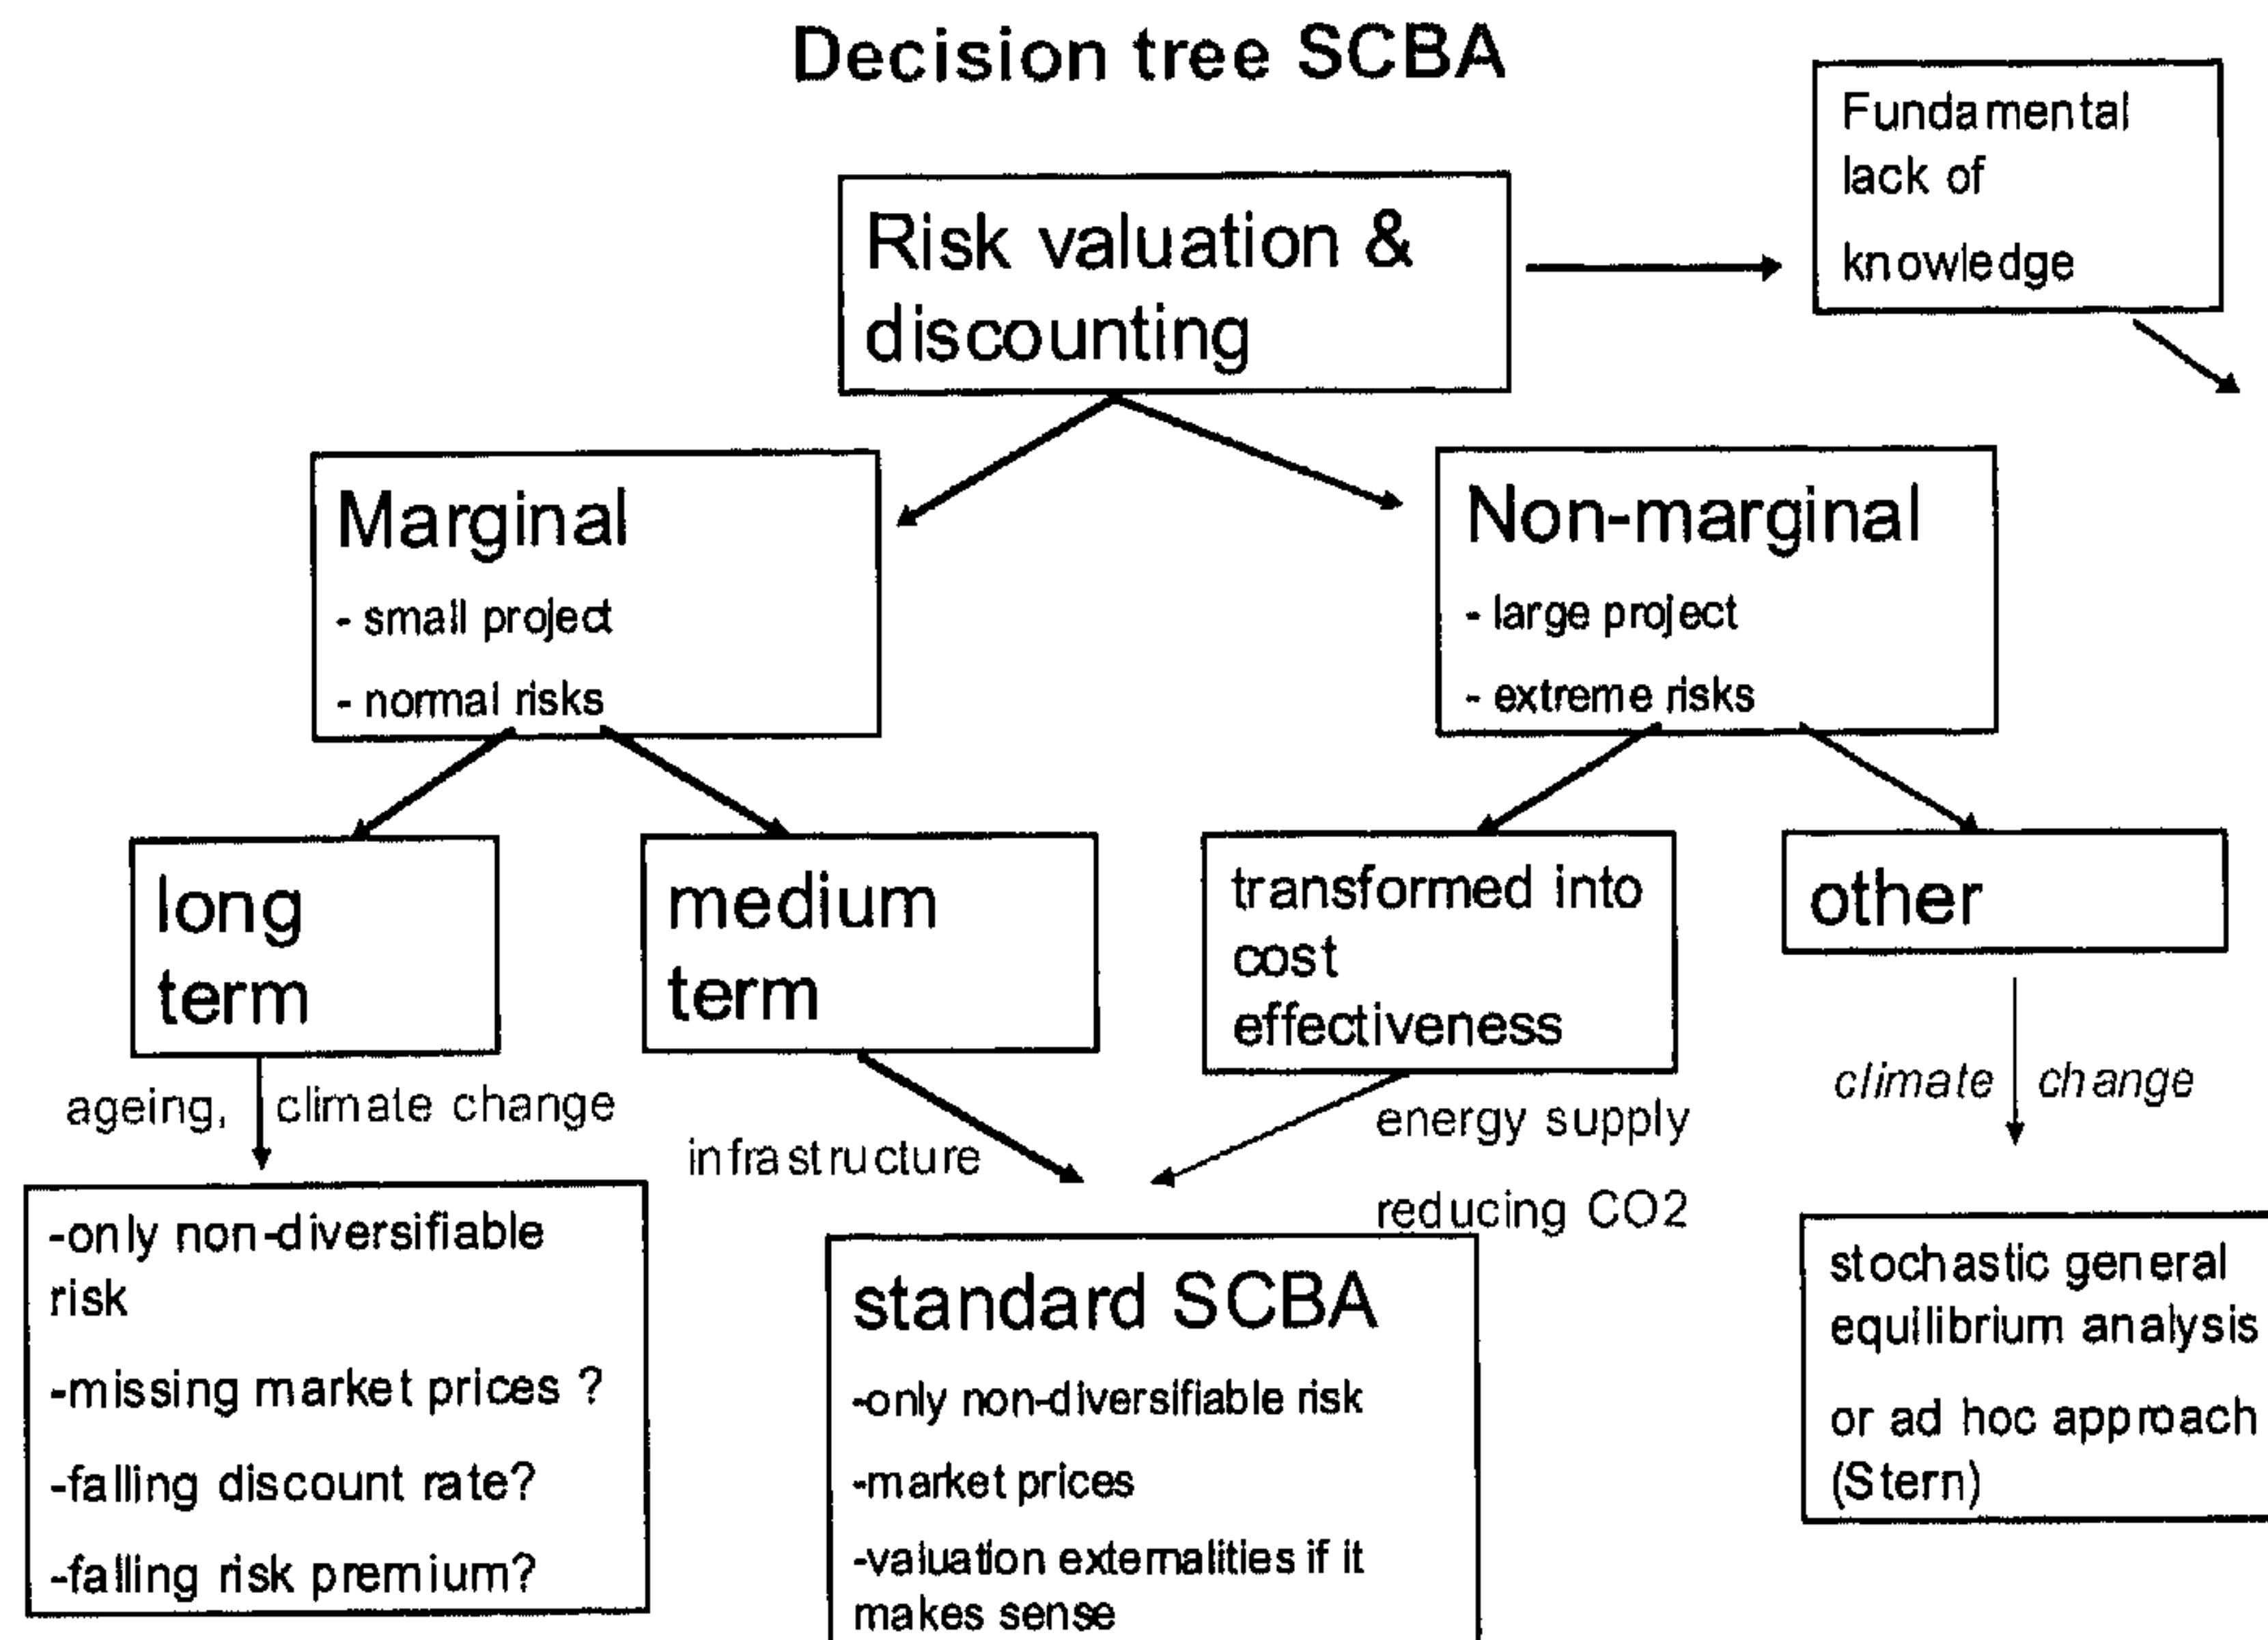 Decision tree SCBA
Fundamental
lack of
knowledge
Risk valuation &
discounting
Marginal
- small project
- normal risks
Non-marginal
- large project
- extreme risks
long
term
medium
term
transformed into
cost
effectiveness
other
ageing, climate change
infrastructure
energy supply
reducing CO2
climate change
-only non-diversifiable
risk
-missing market prices ?
-falling discount rate?
-falling risk premium?
standard SCBA
-only non-diversifiable risk
-market prices
-valuation externalities if it
makes sense
stochastic general
equilibrium analysis
or ad hoc approach
(Stern)